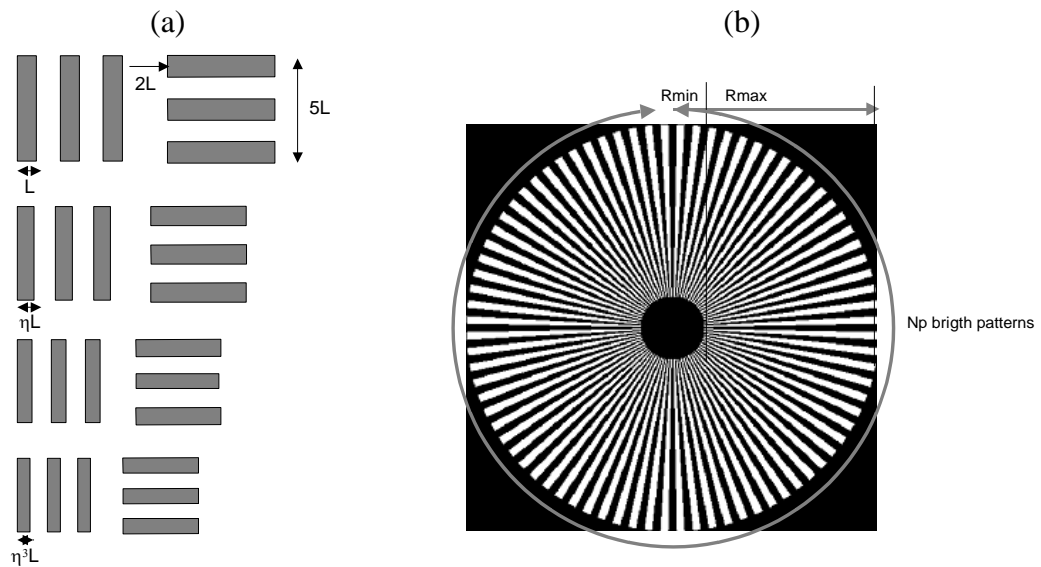 (a)
2L
5L
L
ηL
η³L
(b)
Rmin
Rmax
Np brigth patterns